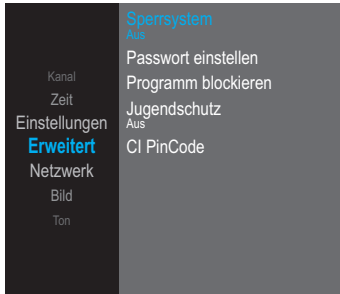 Kanal
Zeit
Einstellungen
Erweitert
Netzwerk
Bild
Ton
Sperrsystem
Aus
Passwort einstellen
Programm blockieren
Jugendschutz
Aus
CI PinCode